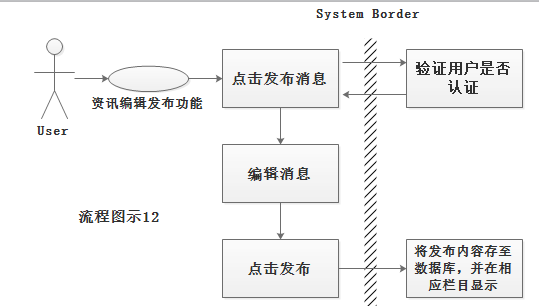 System Border
点击发布消息
验证用户是否
认证
资讯编辑发布功能
User
编辑消息
流程图示12
点击发布
将发布内容存至
数据库，并在相
应栏目显示